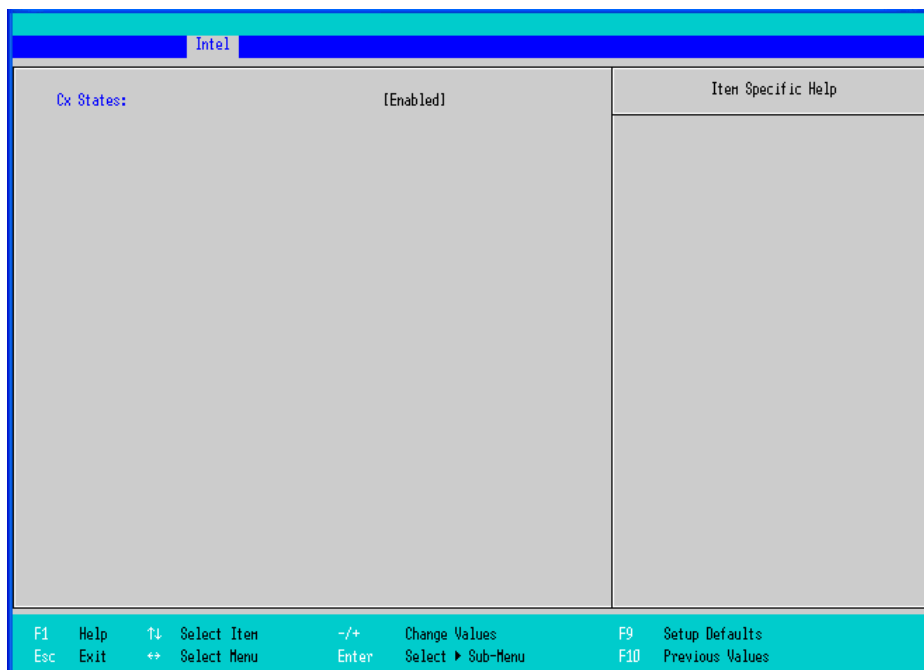 Intel
Cx States: [Enabled]
Item Specific Help
F1 Help ↑↓ Select Item -/+ Change Values F9 Setup Defaults
Esc Exit ↔ Select Menu Enter Select ▶ Sub-Menu F10 Previous Values